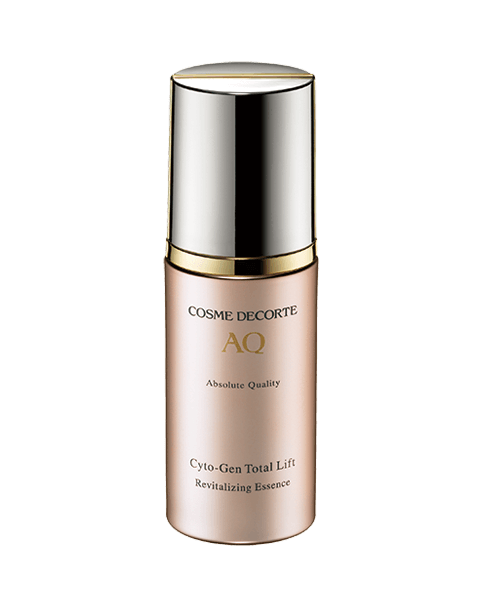 COSME DECORTE
AQ
Absolute Quality
Cyto-Gen Total Lift
Revitalizing Essence